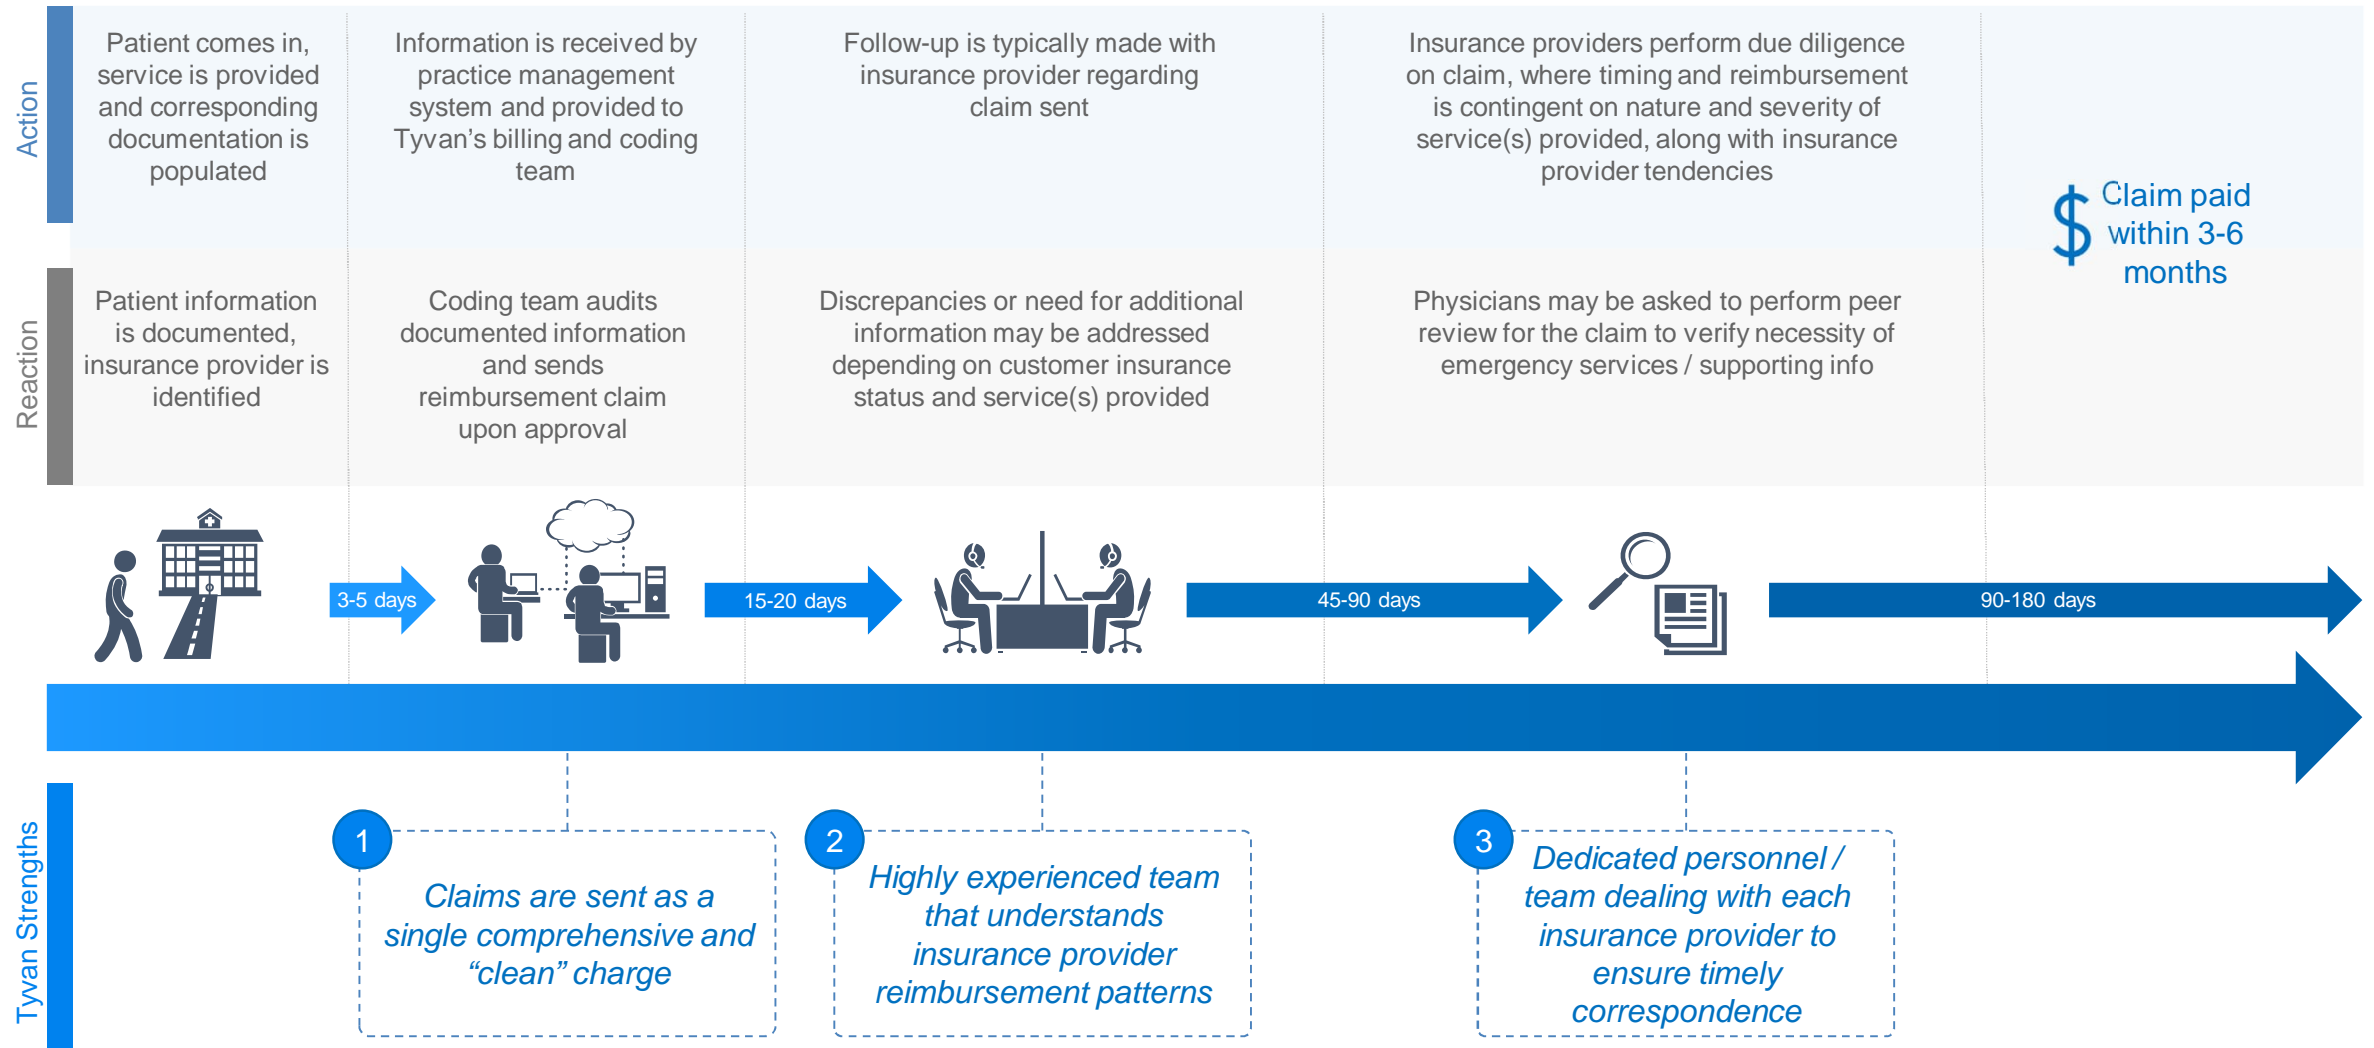 Action
Patient comes in,
service is provided
and corresponding
documentation is
populated
Information is received by
practice management
system and provided to
Tyvan’s billing and coding
team
Follow-up is typically made with
insurance provider regarding
claim sent
Insurance providers perform due diligence
on claim, where timing and reimbursement
is contingent on nature and severity of
service(s) provided, along with insurance
provider tendencies
$
Claim paid
within 3-6
months
Reaction
Patient information
is documented,
insurance provider is
identified
Coding team audits
documented information
and sends
reimbursement claim
upon approval
Discrepancies or need for additional
information may be addressed
depending on customer insurance
status and service(s) provided
Physicians may be asked to perform peer
review for the claim to verify necessity of
emergency services / supporting info
3-5 days
15-20 days
45-90 days
90-180 days
Tyvan Strengths
1
Claims are sent as a
single comprehensive and
“clean” charge
2
Highly experienced team
that understands
insurance provider
reimbursement patterns
3
Dedicated personnel /
team dealing with each
insurance provider to
ensure timely
correspondence